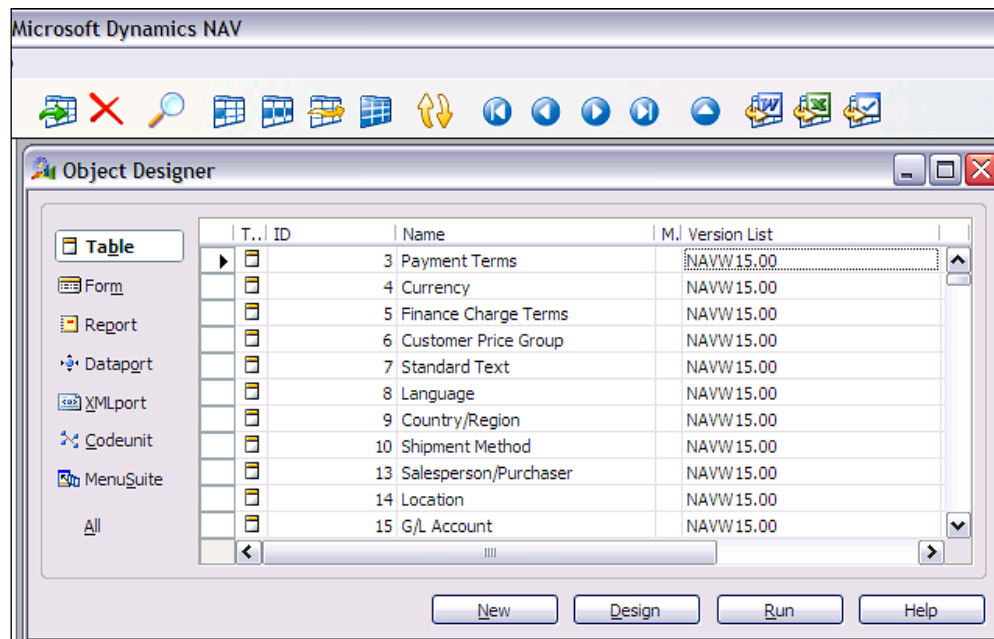 Microsoft Dynamics NAV
Object Designer
Table
Form
Report
Dataport
XMLport
Codeunit
MenuSuite
All
T.. ID Name M. Version List
3 Payment Terms NAVW15.00
4 Currency NAVW15.00
5 Finance Charge Terms NAVW15.00
6 Customer Price Group NAVW15.00
7 Standard Text NAVW15.00
8 Language NAVW15.00
9 Country/Region NAVW15.00
10 Shipment Method NAVW15.00
13 Salesperson/Purchaser NAVW15.00
14 Location NAVW15.00
15 G/L Account NAVW15.00
New Design Run Help